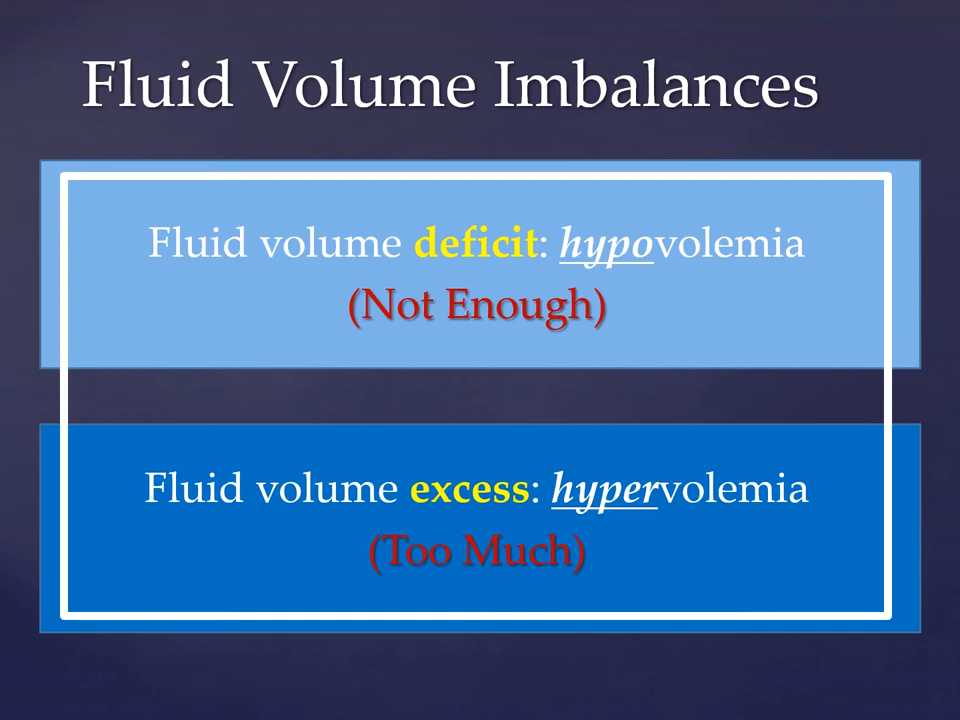 Fluid Volume Imbalances
Fluid volume deficit: hypovolemia
(Not Enough)
Fluid volume excess: hypervolemia
(Too Much)